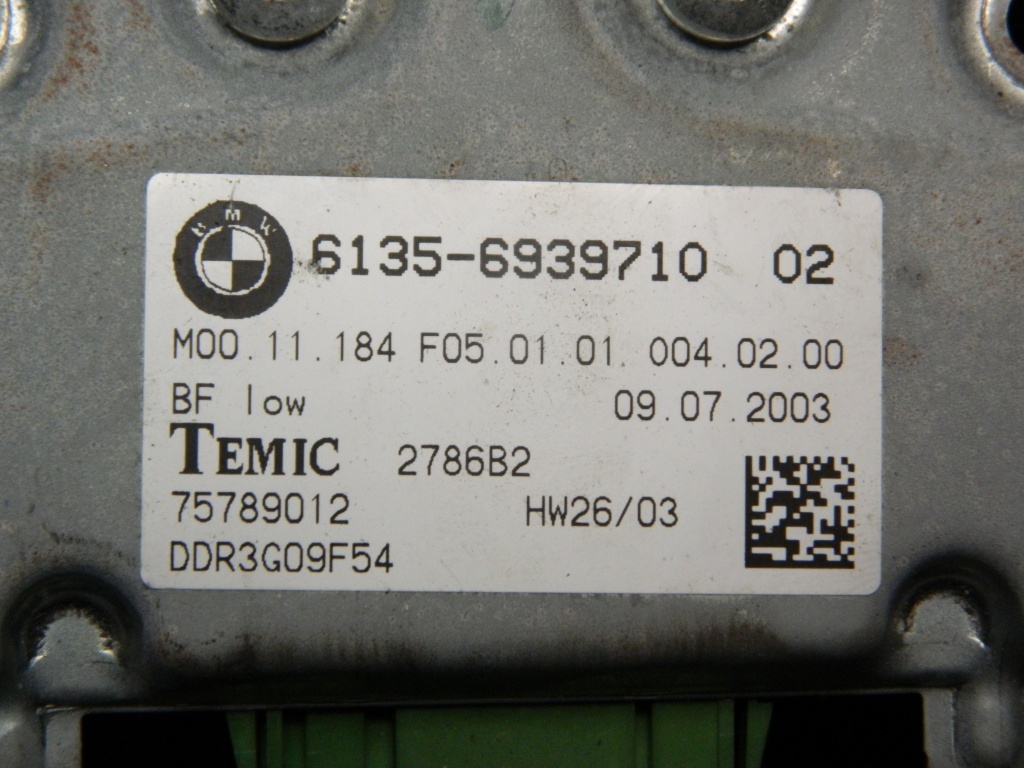 BMW
6135-6939710 02
M00.11.184 F05.01.01. 004.02.00
BF low 09.07.2003
TEMIC 2786B2
75789012 HW26/03
DDR3G09F54